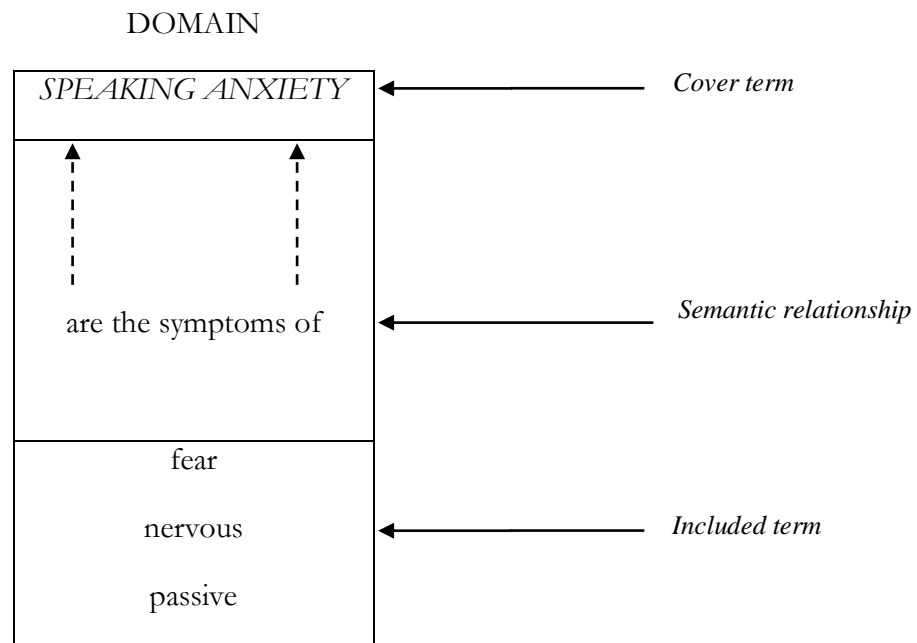 DOMAIN
SPEAKING ANXIETY
Cover term
are the symptoms of
Semantic relationship
fear
nervous
Included term
passive